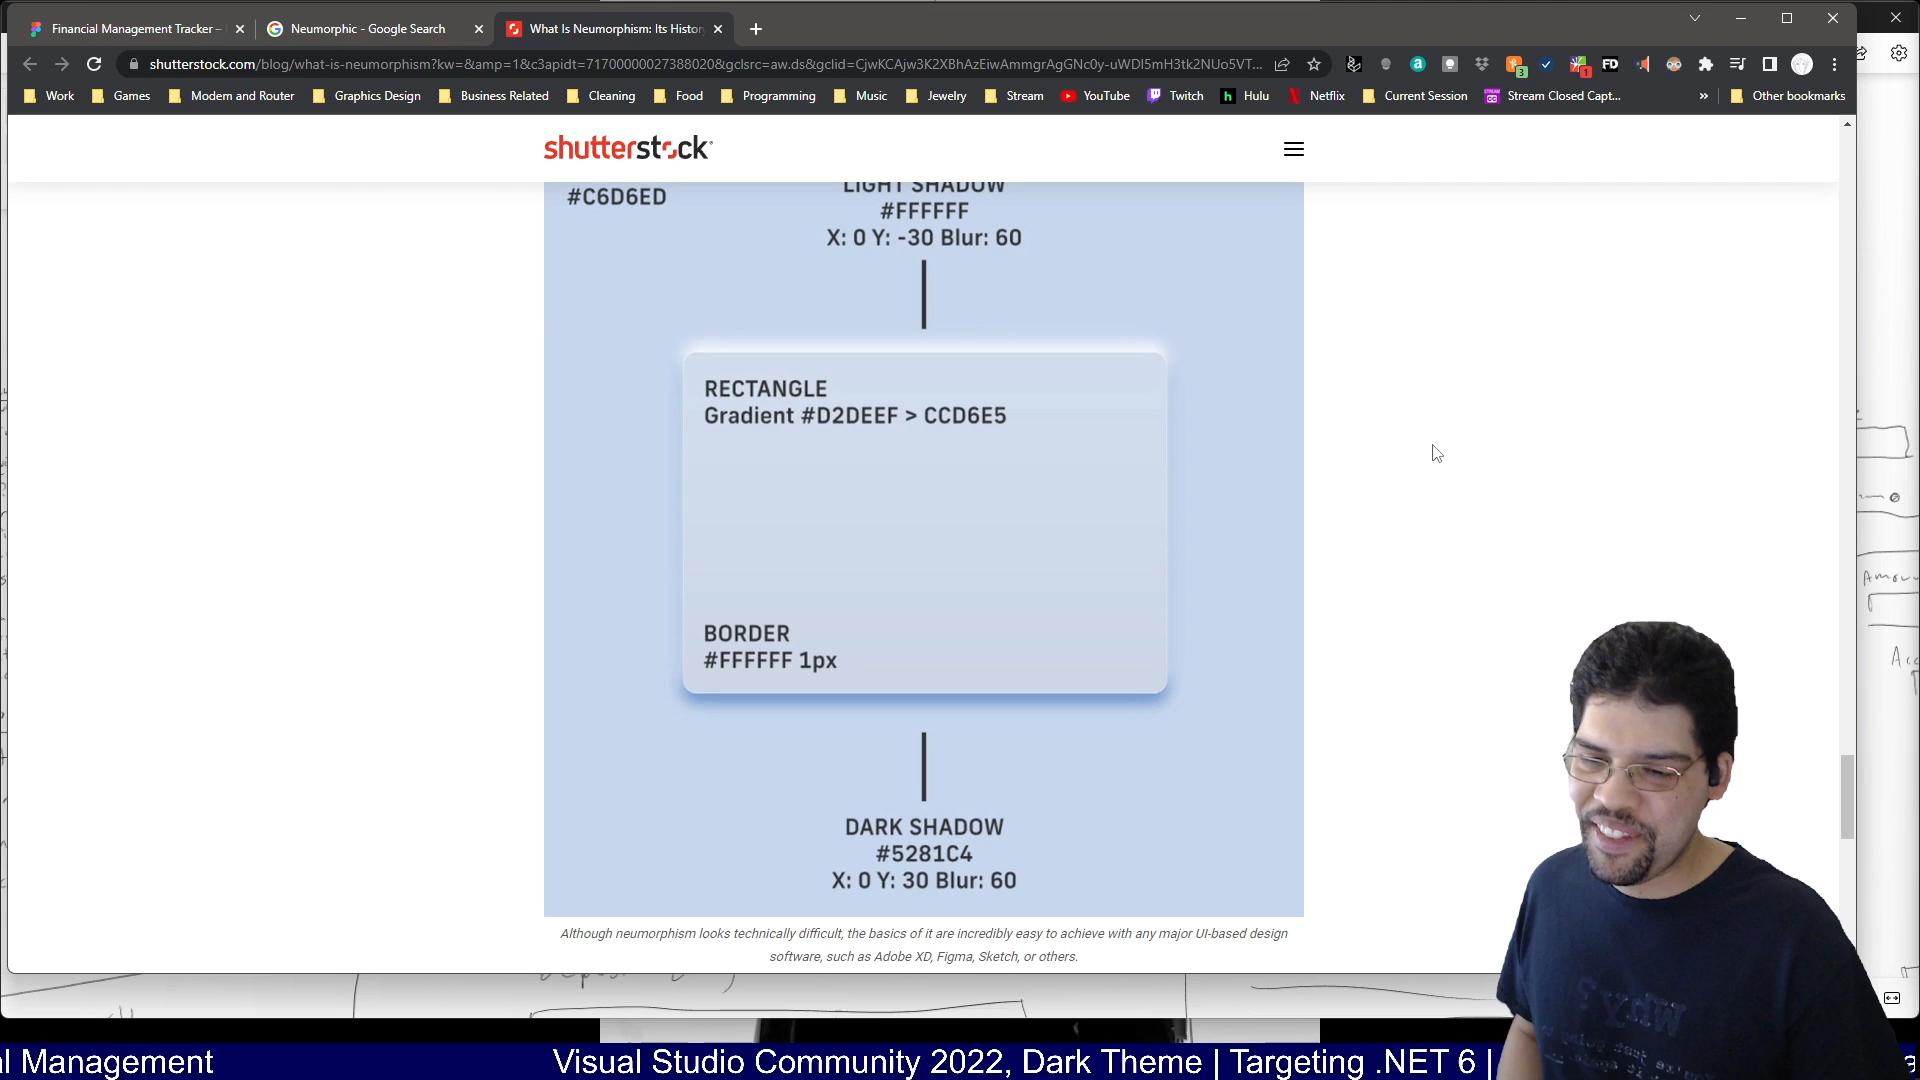 Financial Management Tracker –
Neumorphic - Google Search
What Is Neumorphism: Its Histor
shutterstock.com/blog/what-is-neumorphism?kw=&amp=1&c3apidt=71700000027388020&gclsrc=aw.ds&gclid=CjwKCAjw3K2XBhAzEiwAmmgrAgGNc0y-uWDl5mH3tk2NUo5VT...
Work
Games
Modem and Router
Graphics Design
Business Related
Cleaning
Food
Programming
Music
Jewelry
Stream
YouTube
Twitch
Hulu
Netflix
Current Session
Stream Closed Capt...
»
Other bookmarks
shutterstock
#C6D6ED
LIGHT SHADOW
#FFFFFF
X: 0 Y: -30 Blur: 60
RECTANGLE
Gradient #D2DEEF > CCD6E5
BORDER
#FFFFFF 1px
DARK SHADOW
#5281C4
X: 0 Y: 30 Blur: 60
Although neumorphism looks technically difficult, the basics of it are incredibly easy to achieve with any major UI-based design
software, such as Adobe XD, Figma, Sketch, or others.
al Management
Visual Studio Community 2022, Dark Theme | Targeting .NET 6 |